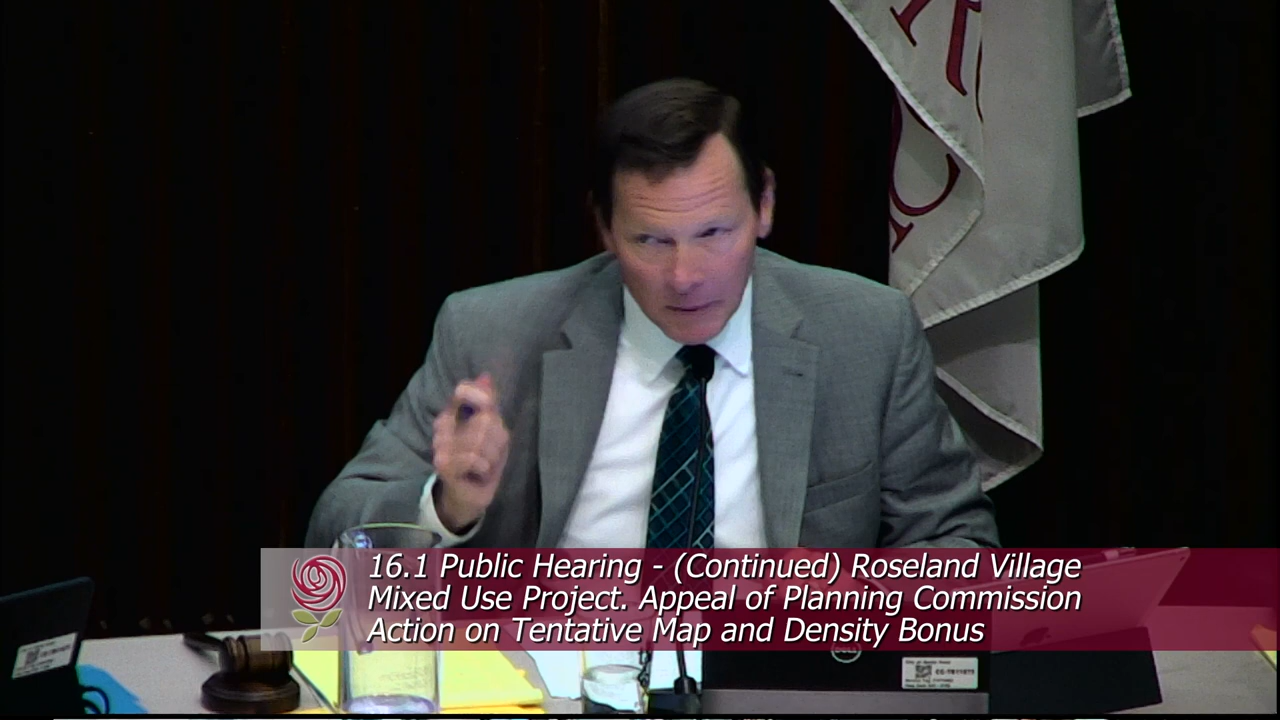 16.1 Public Hearing - (Continued) Roseland Village
Mixed Use Project. Appeal of Planning Commission
Action on Tentative Map and Density Bonus
DELL